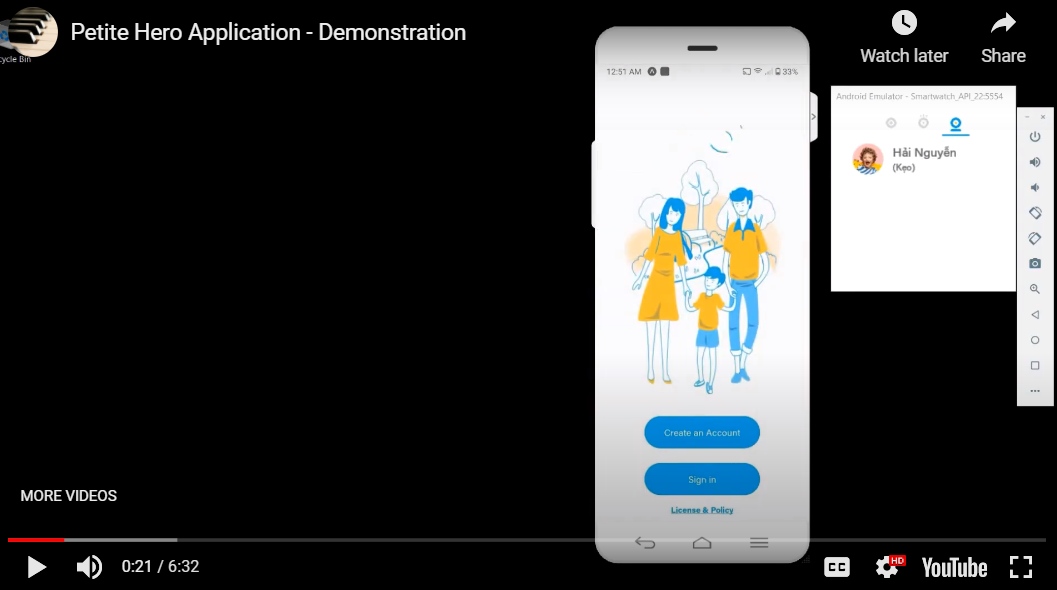 Petite Hero Application - Demonstration
cycle Bin
Watch later
Share
12:51 AM
33%
Android Emulator - Smartwatch_API_22:5554
Hải Nguyễn
(Kẹo)
Create an Account
Sign in
License & Policy
MORE VIDEOS
0:21 / 6:32
CC
HD
YouTube